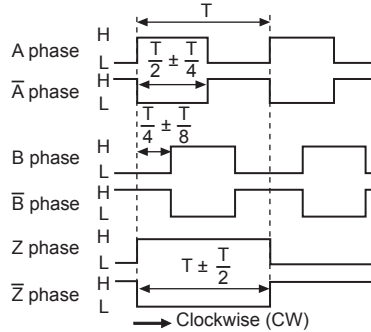 T
H
A phase
L
T/2 ± T/4
H
A̅ phase
L
T/4 ± T/8
H
B phase
L
H
B̅ phase
L
H
Z phase
L
T ± T/2
H
Z̅ phase
L
Clockwise (CW)